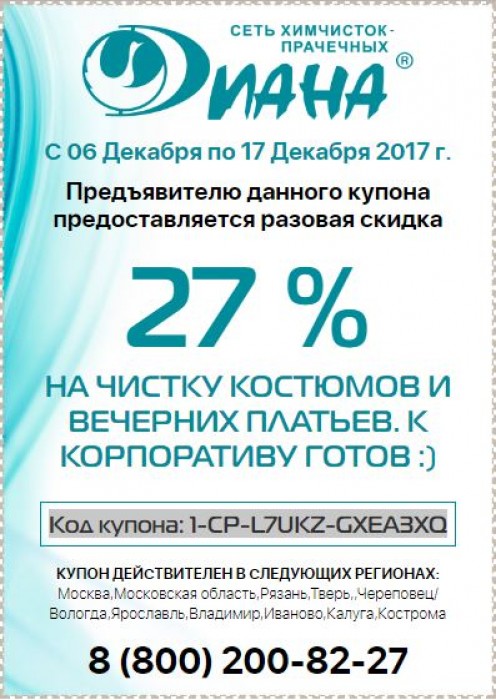 СЕТЬ ХИМЧИСТОК-
ПРАЧЕЧНЫХ
ДИАНА®
С 06 Декабря по 17 Декабря 2017 г.
Предъявителю данного купона
предоставляется разовая скидка
27 %
НА ЧИСТКУ КОСТЮМОВ И
ВЕЧЕРНИХ ПЛАТЬЕВ. К
КОРПОРАТИВУ ГОТОВ :)
Код купона: 1-CP-L7UKZ-GXEA3XQ
КУПОН ДЕЙСТВИТЕЛЕН В СЛЕДУЮЩИХ РЕГИОНАХ:
Москва,Московская область,Рязань,Тверь,,Череповец/
Вологда,Ярославль,Владимир,Иваново,Калуга,Кострома
8 (800) 200-82-27